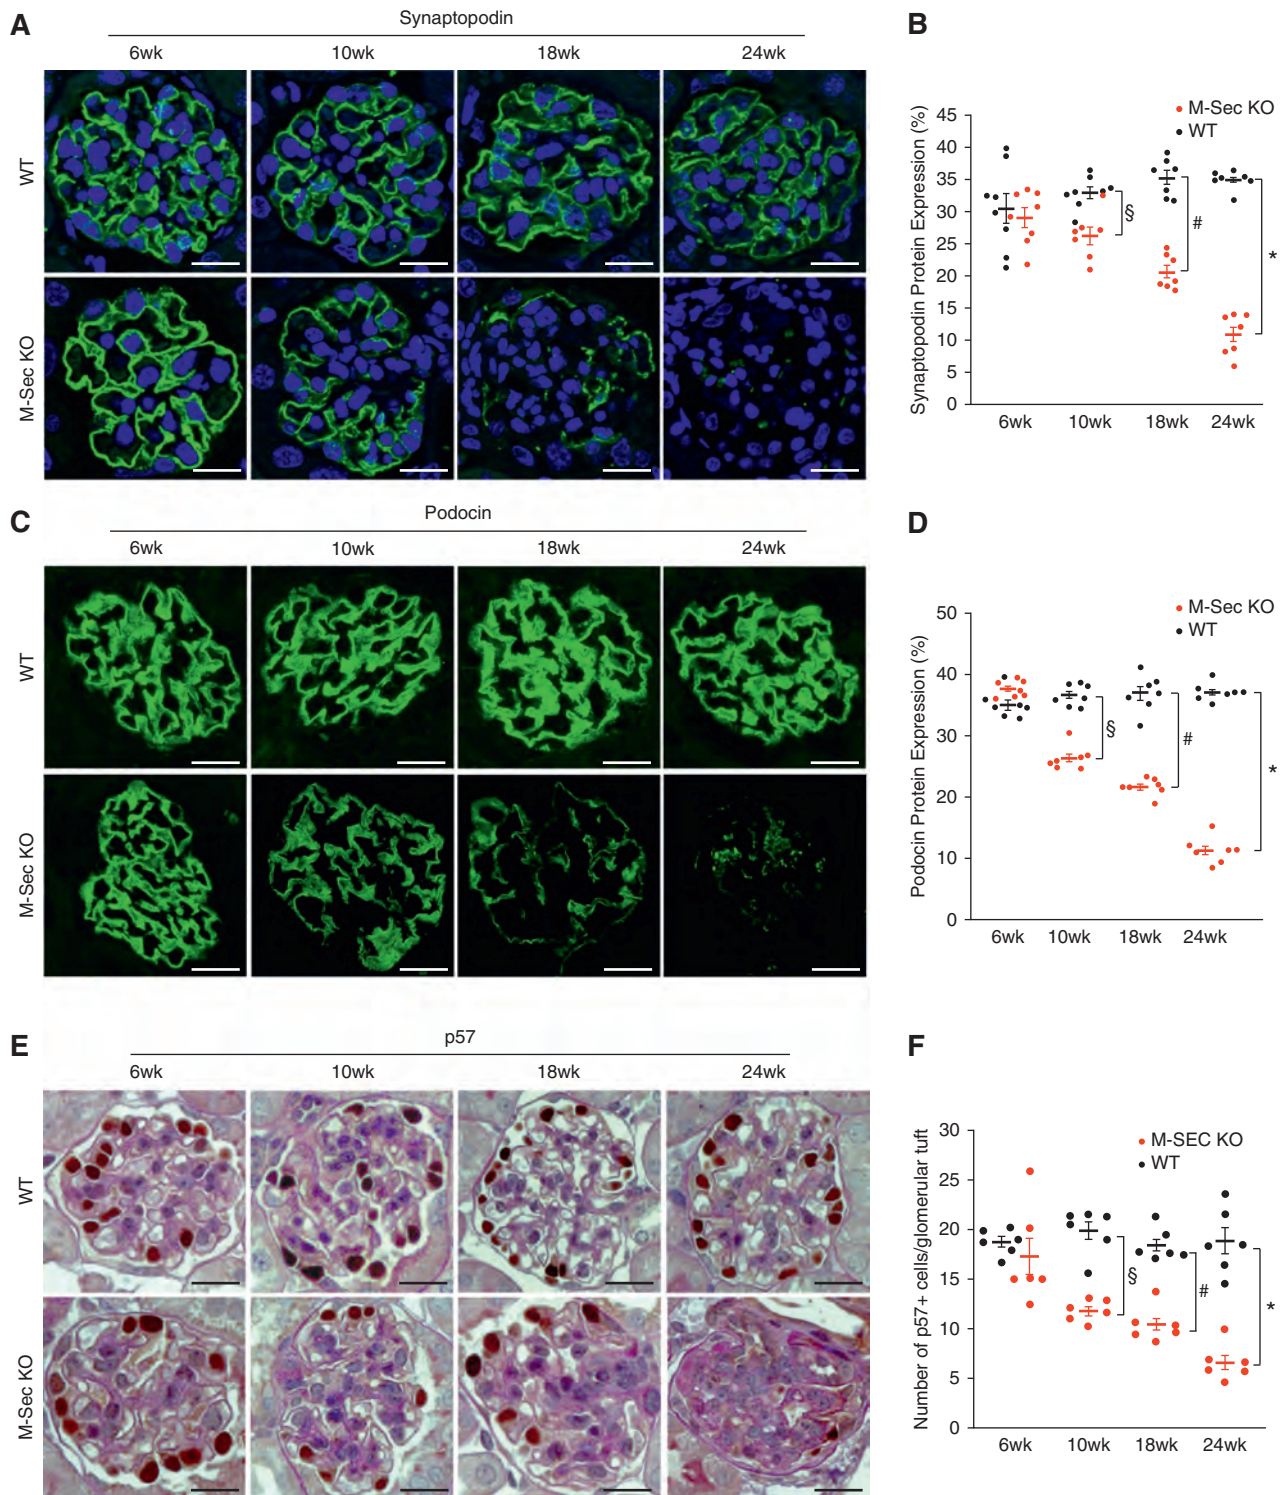 A
Synaptopodin
6wk 10wk 18wk 24wk
WT
M-Sec KO
B
M-Sec KO
WT
Synaptopodin Protein Expression (%)
45
40
35
30
25
20
15
10
5
0
§
#
*
6wk 10wk 18wk 24wk
C
Podocin
6wk 10wk 18wk 24wk
WT
M-Sec KO
D
M-Sec KO
WT
Podocin Protein Expression (%)
50
40
30
20
10
0
§
#
*
6wk 10wk 18wk 24wk
E
p57
6wk 10wk 18wk 24wk
WT
M-Sec KO
F
M-SEC KO
WT
Number of p57+ cells/glomerular tuft
30
25
20
15
10
5
0
§
#
*
6wk 10wk 18wk 24wk